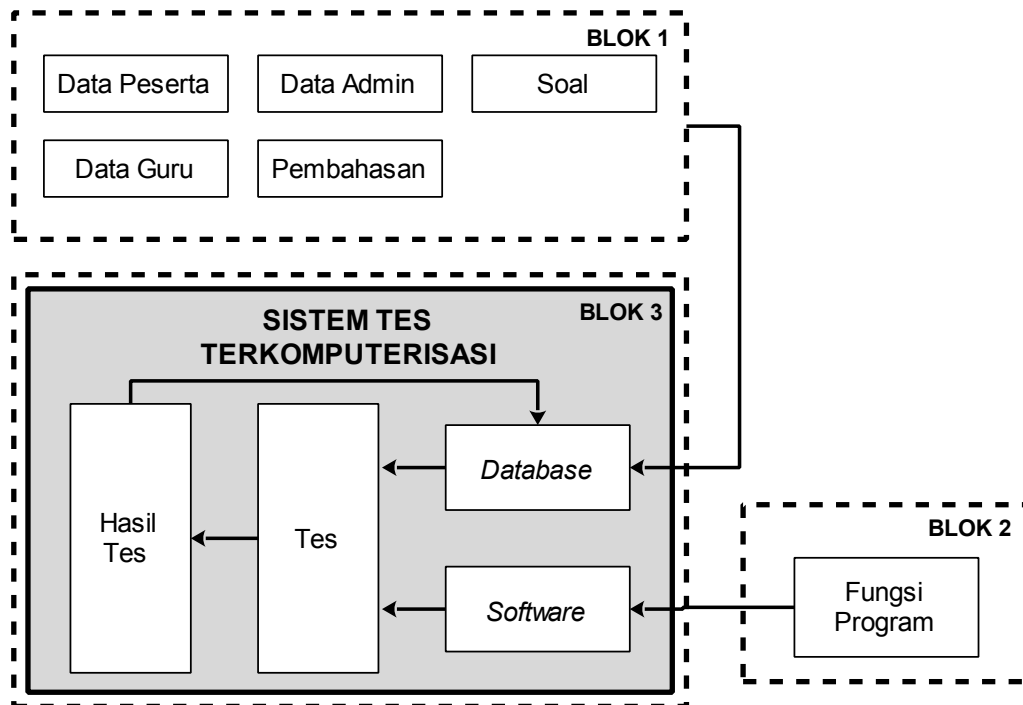 BLOK 1
Data Peserta
Data Admin
Soal
Data Guru
Pembahasan
BLOK 3
SISTEM TES
TERKOMPUTERISASI
Hasil
Tes
Tes
Database
Software
BLOK 2
Fungsi
Program